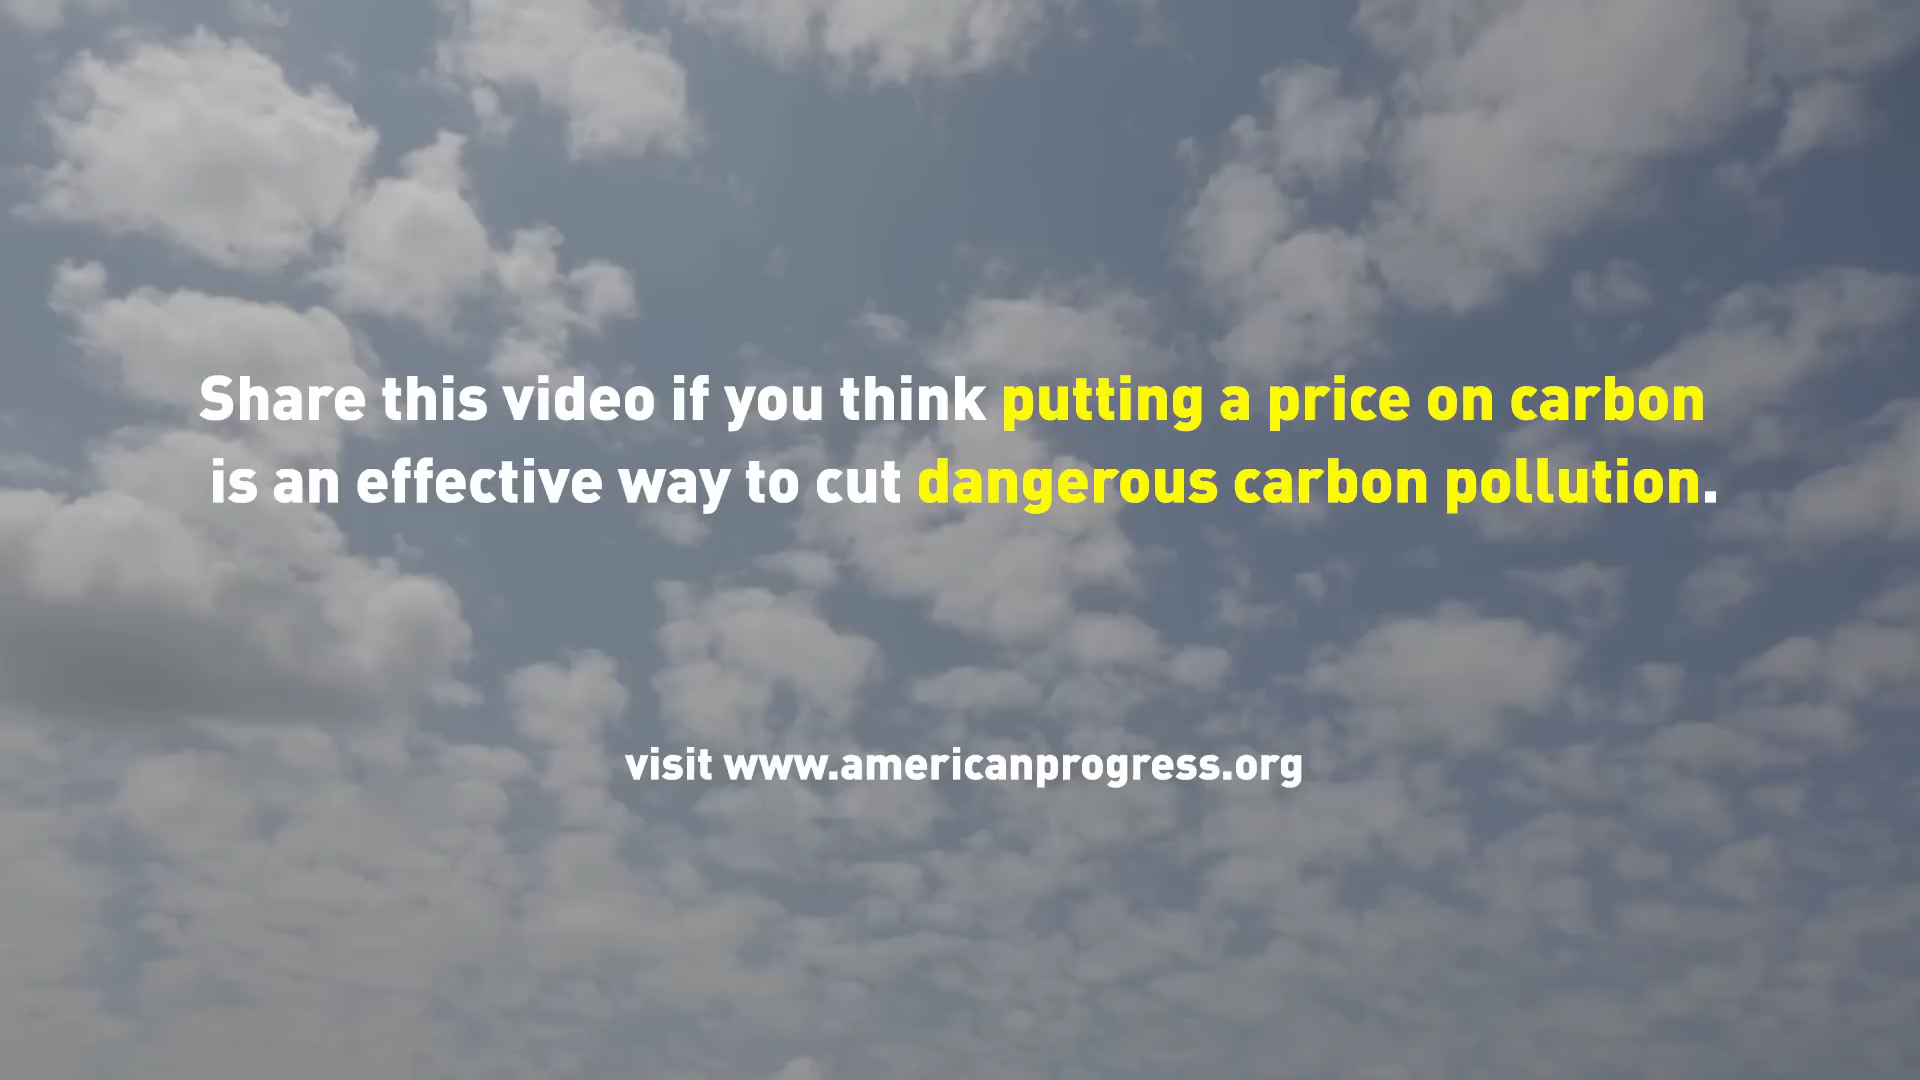 Share this video if you think putting a price on carbon
is an effective way to cut dangerous carbon pollution.
visit www.americanprogress.org